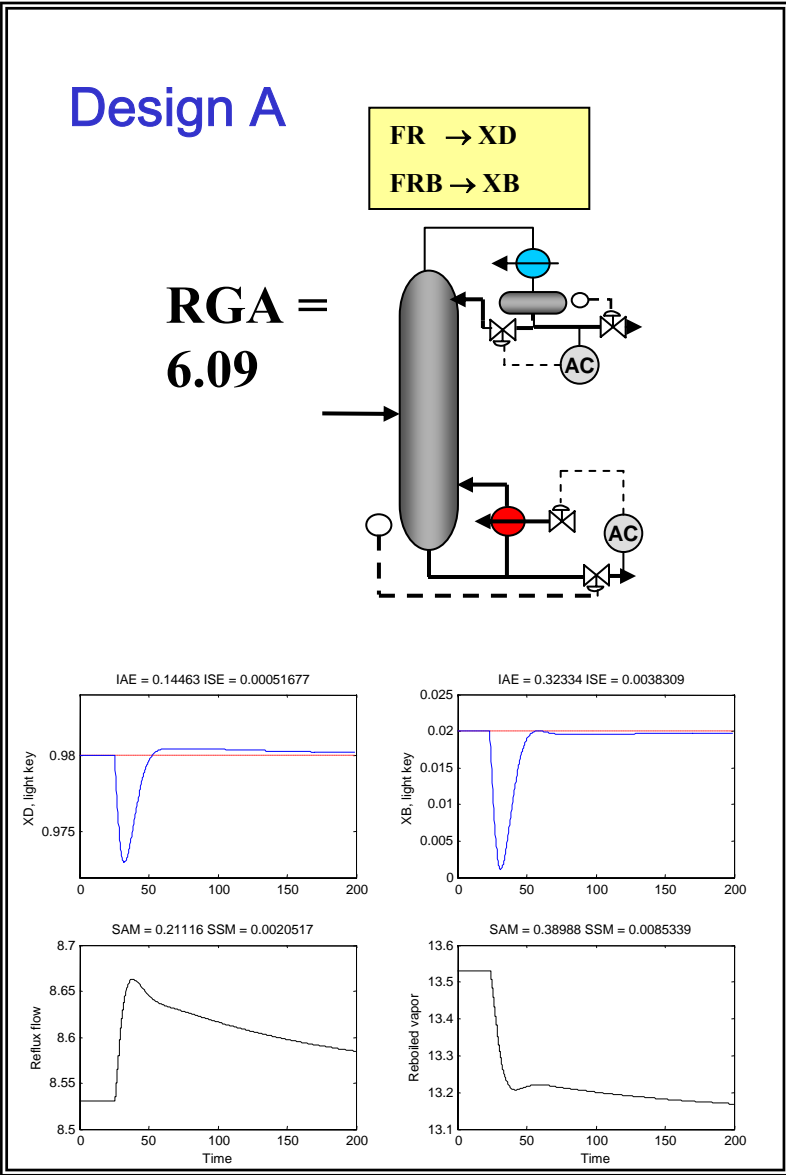 Design A
FR → XD
FRB → XB
RGA =
6.09
AC
AC
IAE = 0.14463 ISE = 0.00051677
0.98
0.975
XD, light key
0
50
100
150
200
IAE = 0.32334 ISE = 0.0038309
0.025
0.02
0.015
0.01
0.005
0
XB, light key
0
50
100
150
200
SAM = 0.21116 SSM = 0.0020517
8.7
8.65
8.6
8.55
8.5
Reflux flow
0
50
100
150
200
Time
SAM = 0.38988 SSM = 0.0085339
13.6
13.5
13.4
13.3
13.2
13.1
Reboiled vapor
0
50
100
150
200
Time